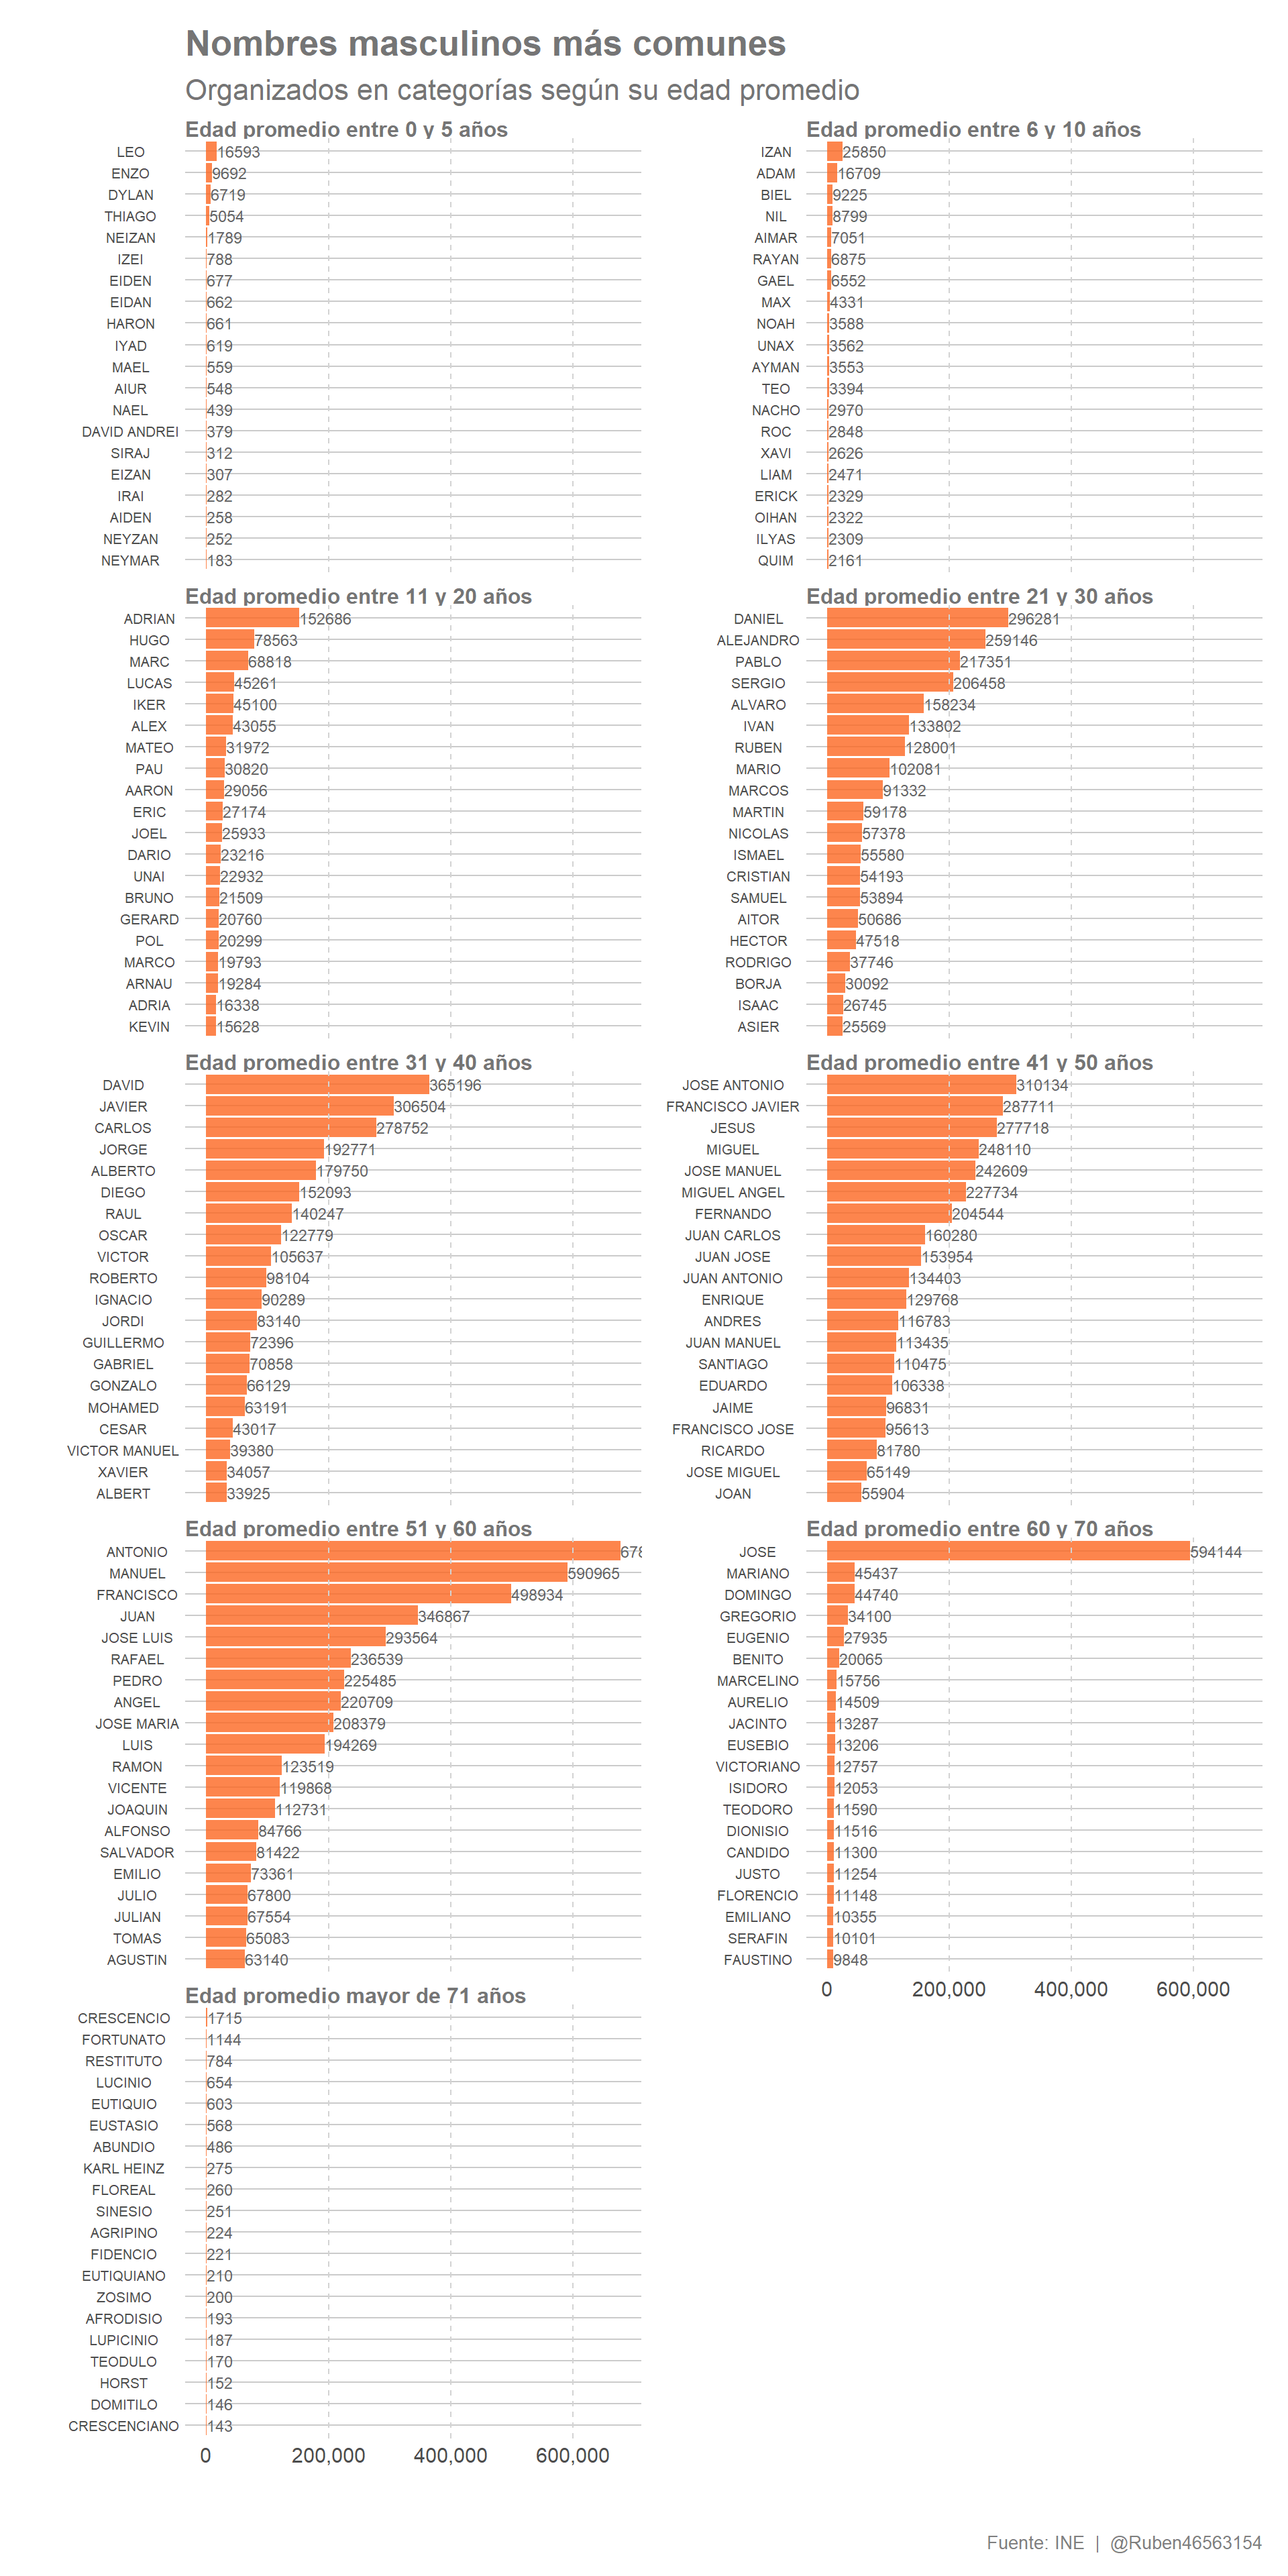 Nombres masculinos más comunes
Organizados en categorías según su edad promedio
Edad promedio entre 0 y 5 años
LEO 16593
ENZO 9692
DYLAN 6719
THIAGO 5054
NEIZAN 1789
IZEI 788
EIDEN 677
EIDAN 662
HARON 661
IYAD 619
MAEL 559
AIUR 548
NAEL 439
DAVID ANDREI 379
SIRAJ 312
EIZAN 307
IRAI 282
AIDEN 258
NEYZAN 252
NEYMAR 183
Edad promedio entre 6 y 10 años
IZAN 25850
ADAM 16709
BIEL 9225
NIL 8799
AIMAR 7051
RAYAN 6875
GAEL 6552
MAX 4331
NOAH 3588
UNAX 3562
AYMAN 3553
TEO 3394
NACHO 2970
ROC 2848
XAVI 2626
LIAM 2471
ERICK 2329
OIHAN 2322
ILYAS 2309
QUIM 2161
Edad promedio entre 11 y 20 años
ADRIAN 152686
HUGO 78563
MARC 68818
LUCAS 45261
IKER 45100
ALEX 43055
MATEO 31972
PAU 30820
AARON 29056
ERIC 27174
JOEL 25933
DARIO 23216
UNAI 22932
BRUNO 21509
GERARD 20760
POL 20299
MARCO 19793
ARNAU 19284
ADRIA 16338
KEVIN 15628
Edad promedio entre 21 y 30 años
DANIEL 296281
ALEJANDRO 259146
PABLO 217351
SERGIO 206458
ALVARO 158234
IVAN 133802
RUBEN 128001
MARIO 102081
MARCOS 91332
MARTIN 59178
NICOLAS 57378
ISMAEL 55580
CRISTIAN 54193
SAMUEL 53894
AITOR 50686
HECTOR 47518
RODRIGO 37746
BORJA 30092
ISAAC 26745
ASIER 25569
Edad promedio entre 31 y 40 años
DAVID 365196
JAVIER 306504
CARLOS 278752
JORGE 192771
ALBERTO 179750
DIEGO 152093
RAUL 140247
OSCAR 122779
VICTOR 105637
ROBERTO 98104
IGNACIO 90289
JORDI 83140
GUILLERMO 72396
GABRIEL 70858
GONZALO 66129
MOHAMED 63191
CESAR 43017
VICTOR MANUEL 39380
XAVIER 34057
ALBERT 33925
Edad promedio entre 41 y 50 años
JOSE ANTONIO 310134
FRANCISCO JAVIER 287711
JESUS 277718
MIGUEL 248110
JOSE MANUEL 242609
MIGUEL ANGEL 227734
FERNANDO 204544
JUAN CARLOS 160280
JUAN JOSE 153954
JUAN ANTONIO 134403
ENRIQUE 129768
ANDRES 116783
JUAN MANUEL 113435
SANTIAGO 110475
EDUARDO 106338
JAIME 96831
FRANCISCO JOSE 95613
RICARDO 81780
JOSE MIGUEL 65149
JOAN 55904
Edad promedio entre 51 y 60 años
ANTONIO 678
MANUEL 590965
FRANCISCO 498934
JUAN 346867
JOSE LUIS 293564
RAFAEL 236539
PEDRO 225485
ANGEL 220709
JOSE MARIA 208379
LUIS 194269
RAMON 123519
VICENTE 119868
JOAQUIN 112731
ALFONSO 84766
SALVADOR 81422
EMILIO 73361
JULIO 67800
JULIAN 67554
TOMAS 65083
AGUSTIN 63140
Edad promedio entre 60 y 70 años
JOSE 594144
MARIANO 45437
DOMINGO 44740
GREGORIO 34100
EUGENIO 27935
BENITO 20065
MARCELINO 15756
AURELIO 14509
JACINTO 13287
EUSEBIO 13206
VICTORIANO 12757
ISIDORO 12053
TEODORO 11590
DIONISIO 11516
CANDIDO 11300
JUSTO 11254
FLORENCIO 11148
EMILIANO 10355
SERAFIN 10101
FAUSTINO 9848
0 200,000 400,000 600,000
Edad promedio mayor de 71 años
CRESCENCIO 1715
FORTUNATO 1144
RESTITUTO 784
LUCINIO 654
EUTIQUIO 603
EUSTASIO 568
ABUNDIO 486
KARL HEINZ 275
FLOREAL 260
SINESIO 251
AGRIPINO 224
FIDENCIO 221
EUTIQUIANO 210
ZOSIMO 200
AFRODISIO 193
LUPICINIO 187
TEODULO 170
HORST 152
DOMITILO 146
CRESCENCIANO 143
0 200,000 400,000 600,000
Fuente: INE | @Ruben46563154